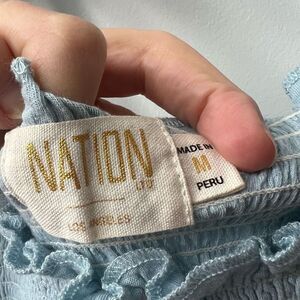 NATION
LTD
LOS ANGELES
MADE IN
M
PERU